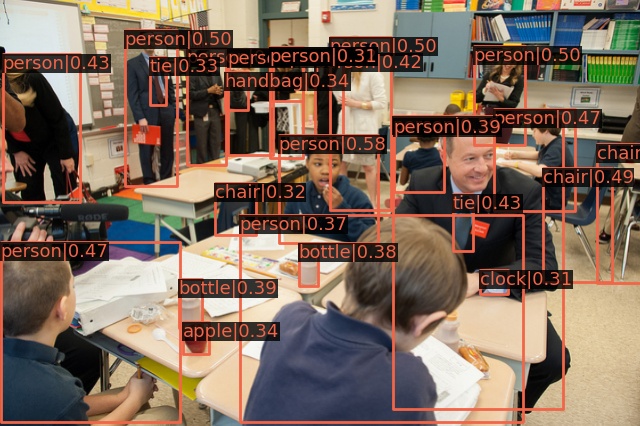 person|0.50
person|0.50
person|0.31
0.42
person|0.50
person|0.43
tie|0.33
handbag|0.34
person|0.47
person|0.39
person|0.58
chair
chair|0.49
chair|0.32
tie|0.43
person|0.37
person|0.47
bottle|0.38
clock|0.31
bottle|0.39
apple|0.34